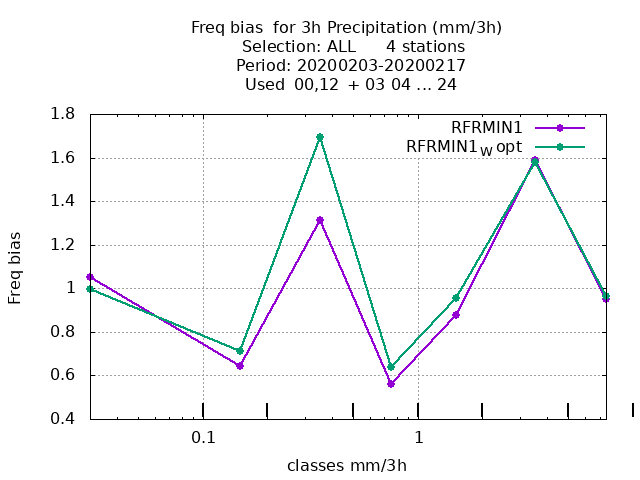 Freq bias  for 3h Precipitation (mm/3h)
Selection: ALL      4 stations
Period: 20200203-20200217
Used  00,12  + 03 04 ... 24
1.8
1.6
1.4
1.2
1
0.8
0.6
0.4
0.1
1
RFRMIN1
RFRMIN1W opt
Freq bias
classes mm/3h